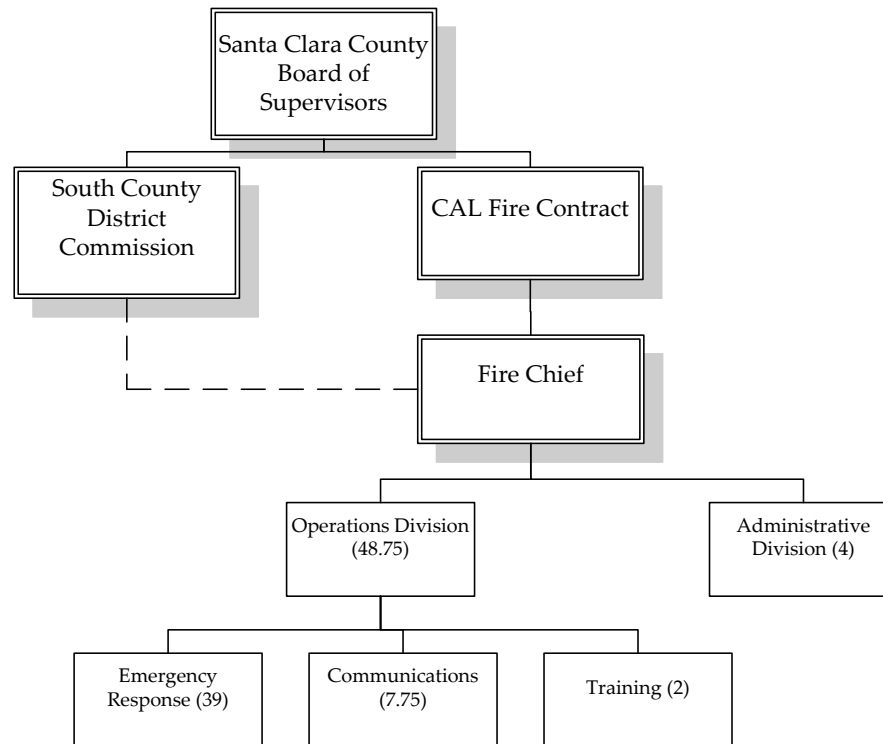 Santa Clara County
Board of
Supervisors
South County
District
Commission
CAL Fire Contract
Fire Chief
Operations Division
(48.75)
Administrative
Division (4)
Emergency
Response (39)
Communications
(7.75)
Training (2)